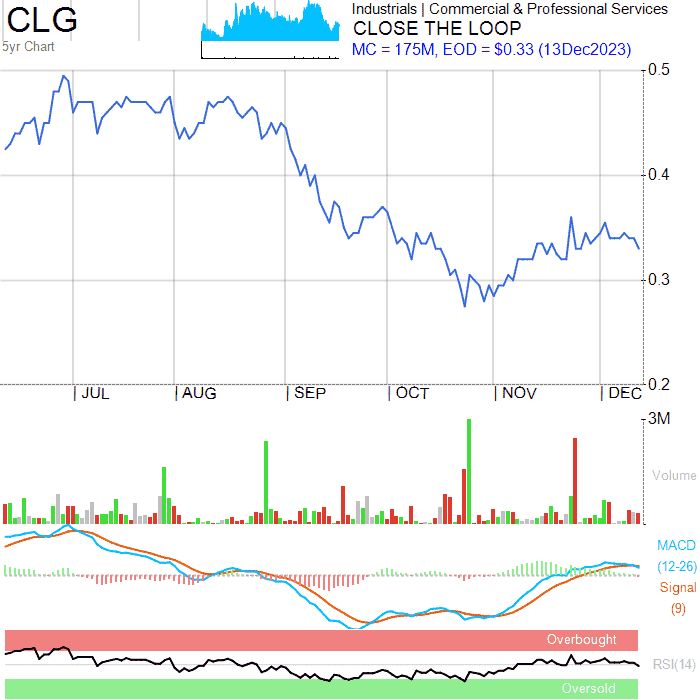 CLG
5yr Chart
Industrials | Commercial & Professional Services
CLOSE THE LOOP
MC = 175M, EOD = $0.33 (13Dec2023)
0.5
0.4
0.3
0.2
| JUL | AUG | SEP | OCT | NOV | DEC
3M
Volume
MACD
(12-26)
Signal
(9)
Overbought
RSI(14)
Oversold